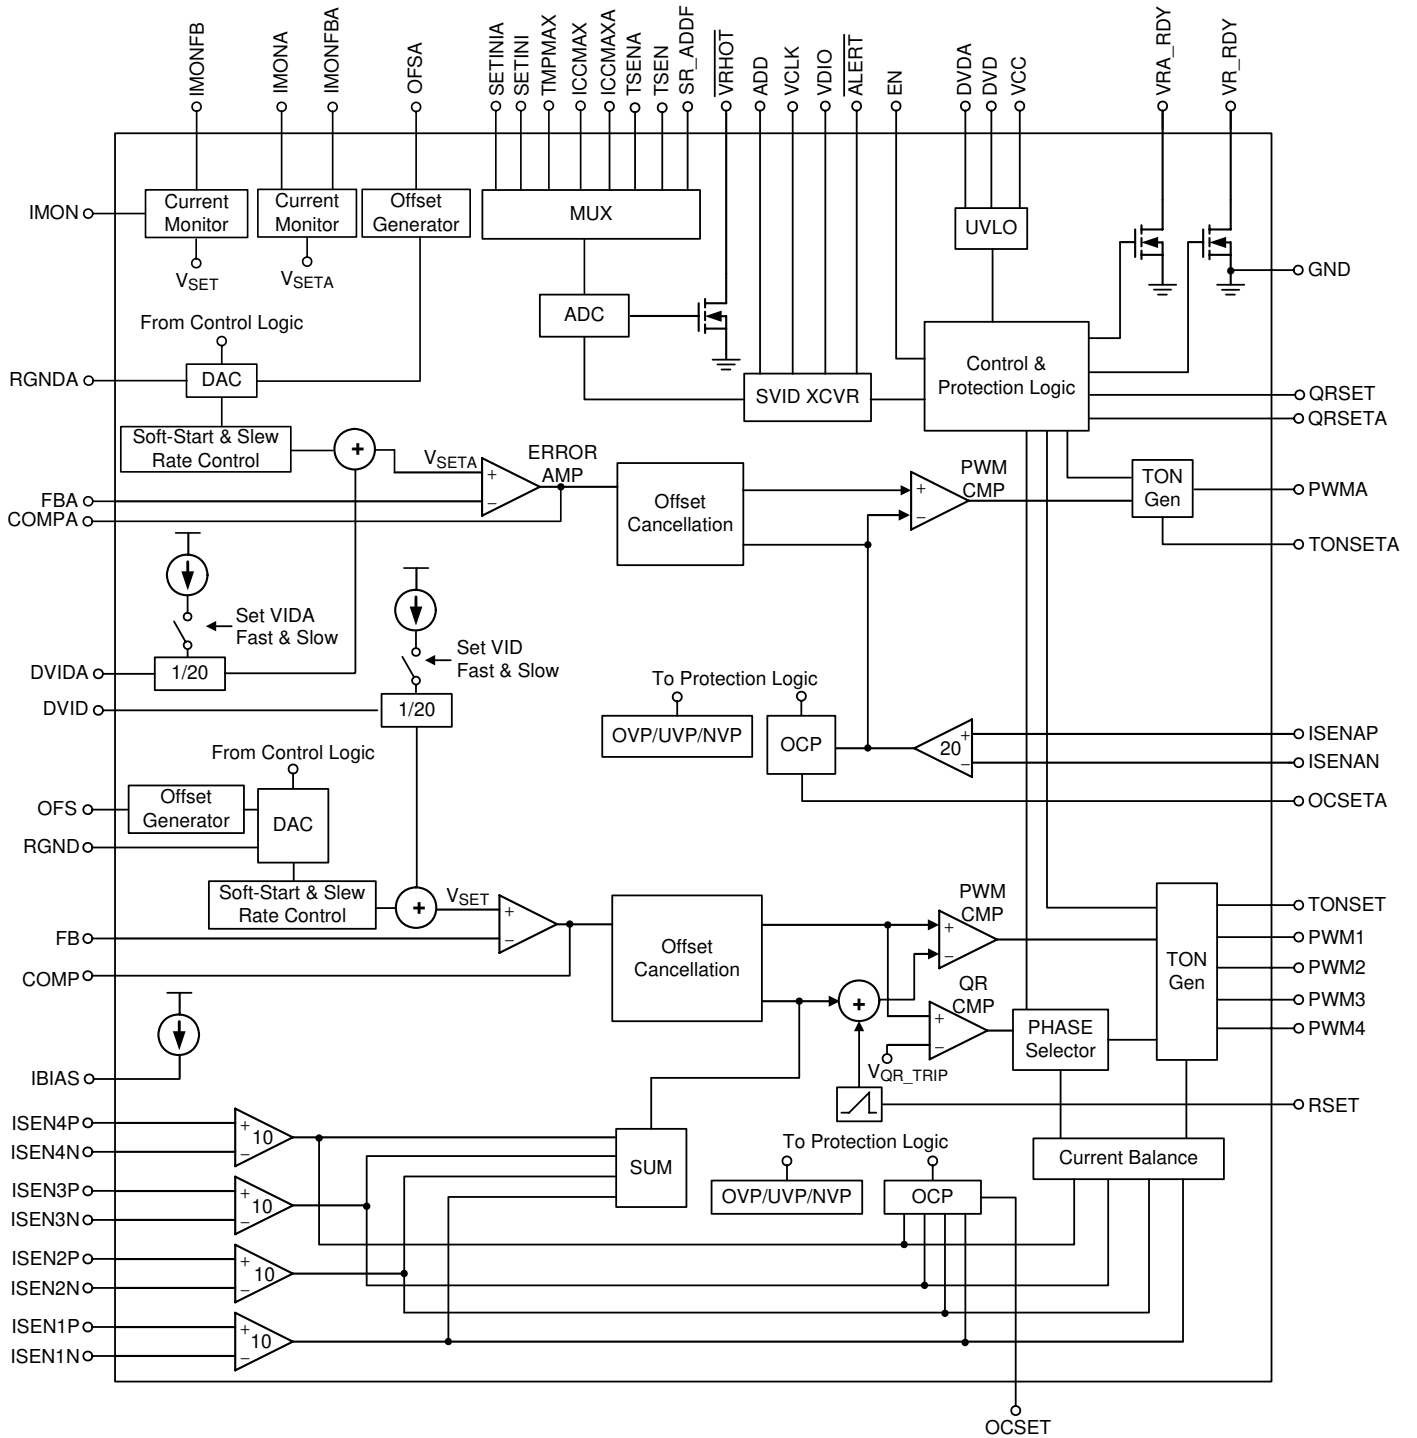 IMONFB
IMONA
IMONFBA
OFSA
SETINIA
SETINI
TMPMAX
ICCMAX
ICCMAXA
TSENA
TSEN
SR_ADDF
VRHOT
ADD
VCLK
VDIO
ALERT
EN
DVDA
DVD
VCC
VRA_RDY
VR_RDY
IMON
Current
Monitor
Current
Monitor
Offset
Generator
MUX
UVLO
GND
VSET
VSETA
ADC
From Control Logic
RGNDA
DAC
SVID XCVR
Control &
Protection Logic
QRSET
QRSETA
Soft-Start & Slew
Rate Control
+
VSETA
ERROR
AMP
+
−
FBA
COMPA
Offset
Cancellation
PWM
CMP
+
−
TON
Gen
PWMA
TONSETA
Set VIDA
Fast & Slow
Set VID
Fast & Slow
DVIDA
1/20
DVID
1/20
To Protection Logic
OVP/UVP/NVP
OCP
20
+
−
ISENAP
ISENAN
OCSETA
From Control Logic
OFS
Offset
Generator
DAC
RGND
Soft-Start & Slew
Rate Control
+
VSET
+
−
FB
COMP
Offset
Cancellation
PWM
CMP
+
−
TON
Gen
TONSET
PWM1
PWM2
PWM3
PWM4
+
QR
CMP
+
−
VQR_TRIP
PHASE
Selector
IBIAS
RSET
ISEN4P
ISEN4N
+
−
10
SUM
To Protection Logic
OVP/UVP/NVP
OCP
Current Balance
ISEN3P
ISEN3N
+
−
10
ISEN2P
ISEN2N
+
−
10
ISEN1P
ISEN1N
+
−
10
OCSET